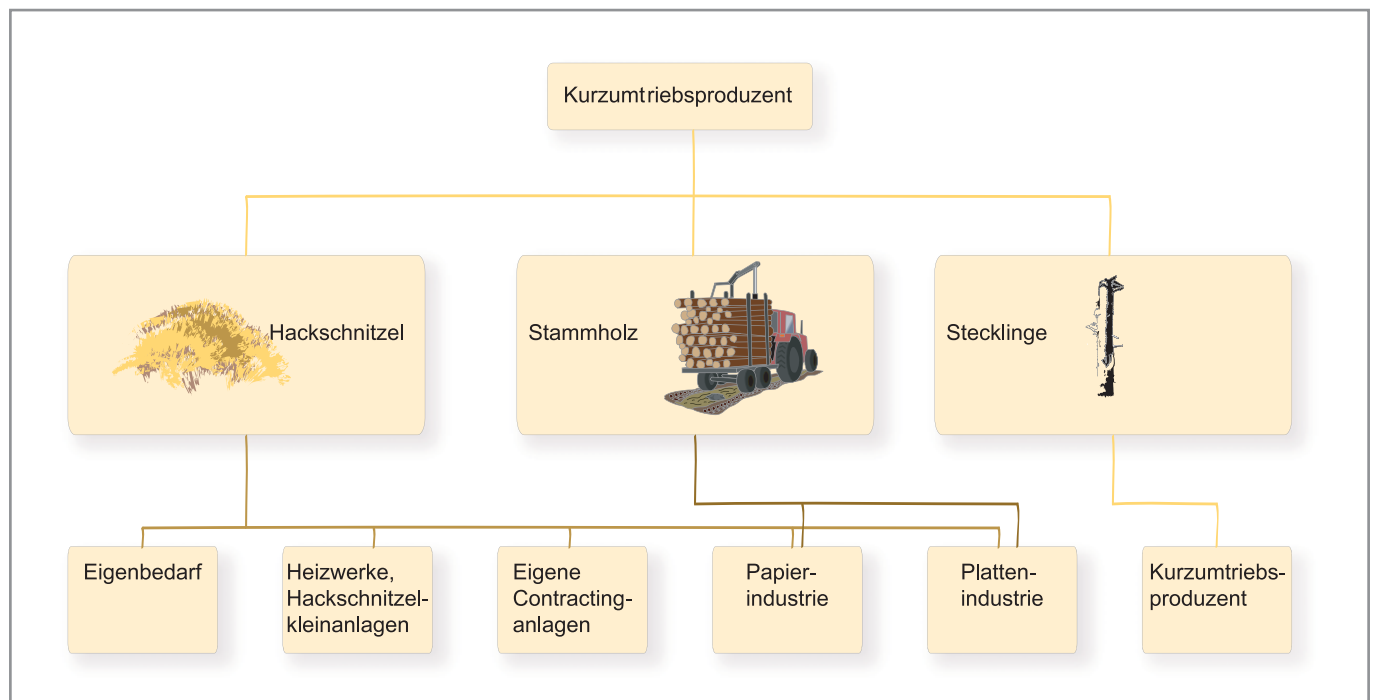 Kurzumtriebsproduzent
Hackschnitzel
Stammholz
Stecklinge
Eigenbedarf
Heizwerke,
Hackschnitzel-
kleinanlagen
Eigene
Contracting-
anlagen
Papier-
industrie
Platten-
industrie
Kurzumtriebs-
produzent